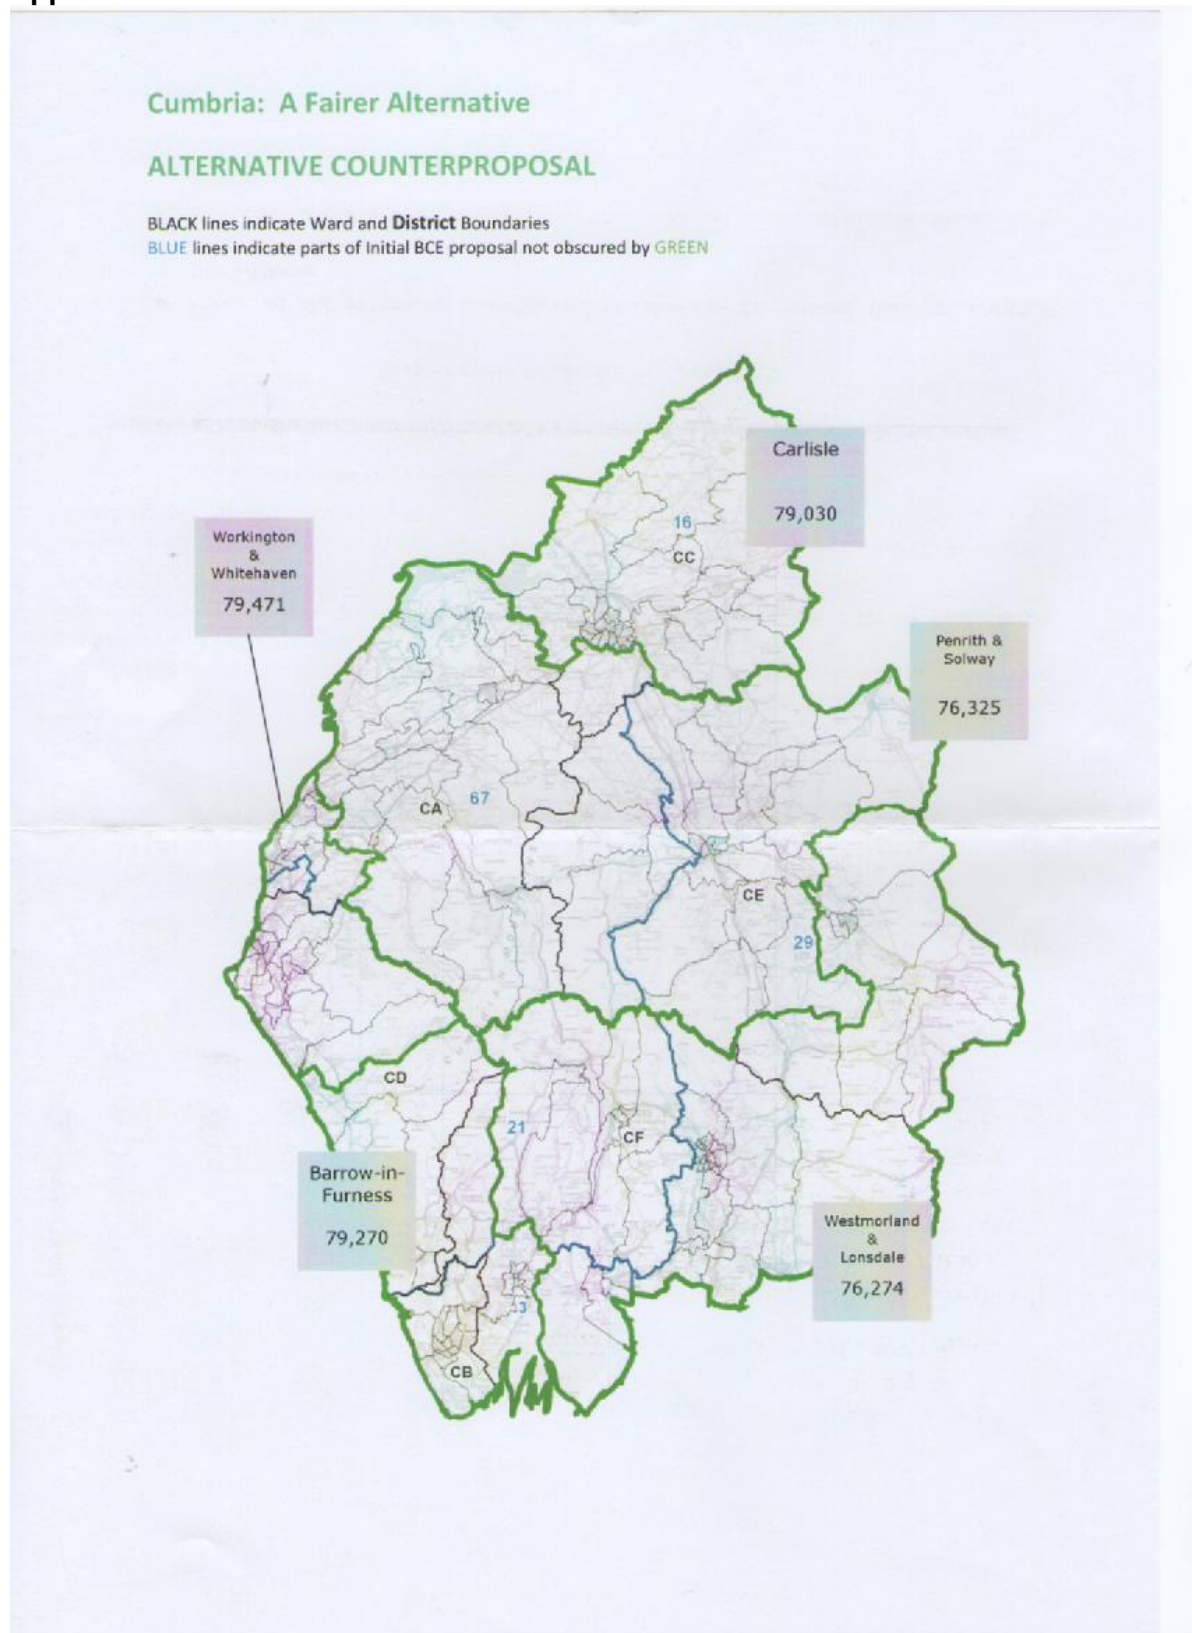 Cumbria: A Fairer Alternative
ALTERNATIVE COUNTERPROPOSAL
BLACK lines indicate Ward and District Boundaries
BLUE lines indicate parts of Initial BCE proposal not obscured by GREEN
Carlisle
79,030
16
CC
Workington
&
Whitehaven
79,471
Penrith &
Solway
76,325
CA
67
CE
29
CD
21
CF
Barrow-in-
Furness
79,270
Westmorland
&
Lonsdale
76,274
3
CB